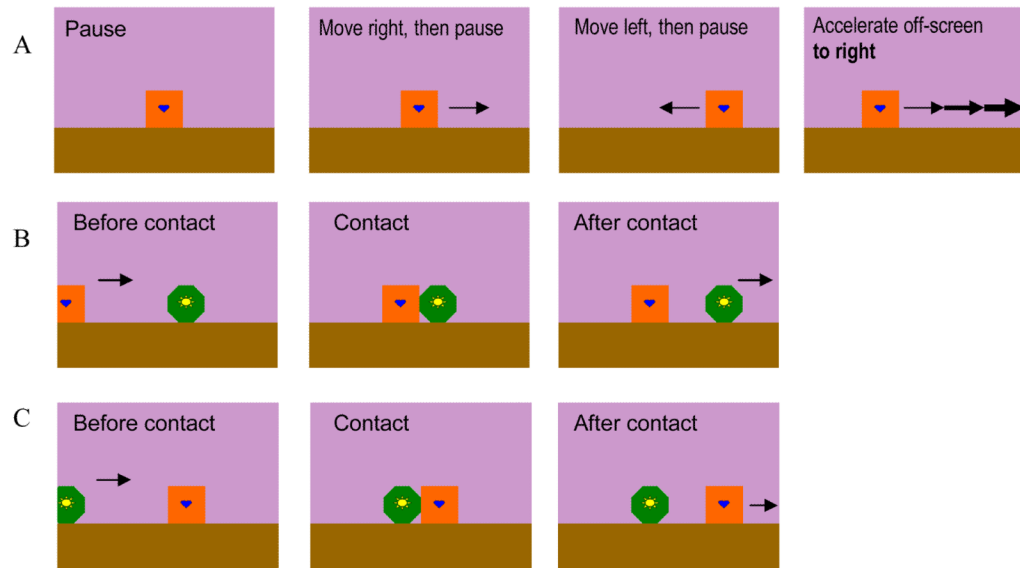 A
Pause
Move right, then pause
Move left, then pause
Accelerate off-screen
to right
B
Before contact
Contact
After contact
C
Before contact
Contact
After contact